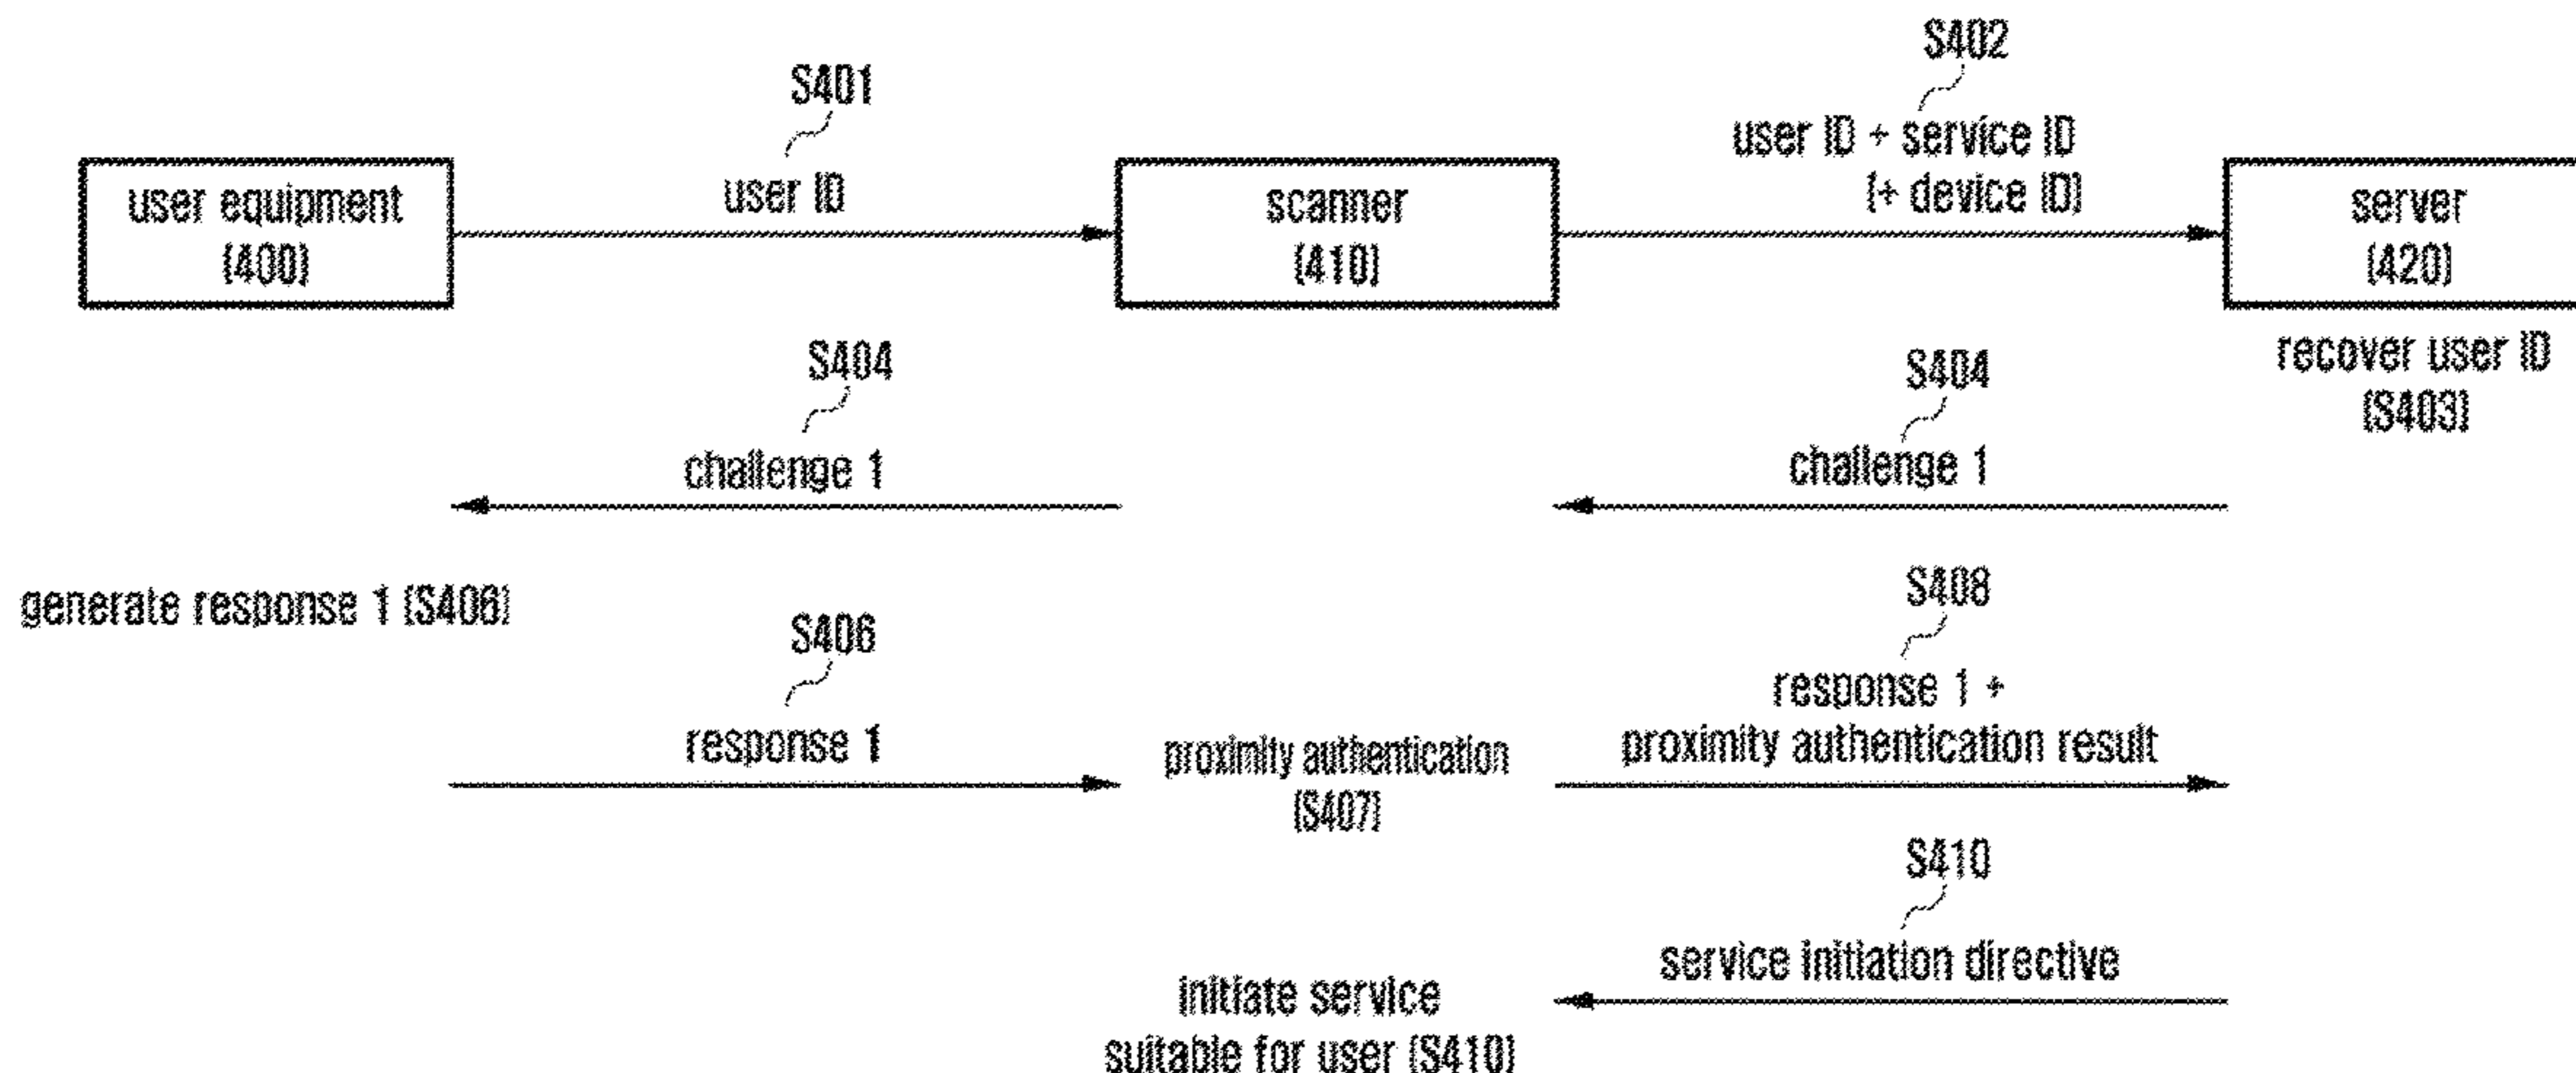 S402
S401
user ID + service ID
(+ device ID)
user ID
user equipment
(400)
scanner
(410)
server
(420)
recover user ID
(S403)
S404
challenge 1
S404
challenge 1
generate response 1 (S406)
S406
response 1
proximity authentication
(S407)
S408
response 1 +
proximity authentication result
S410
service initiation directive
initiate service
suitable for user (S410)